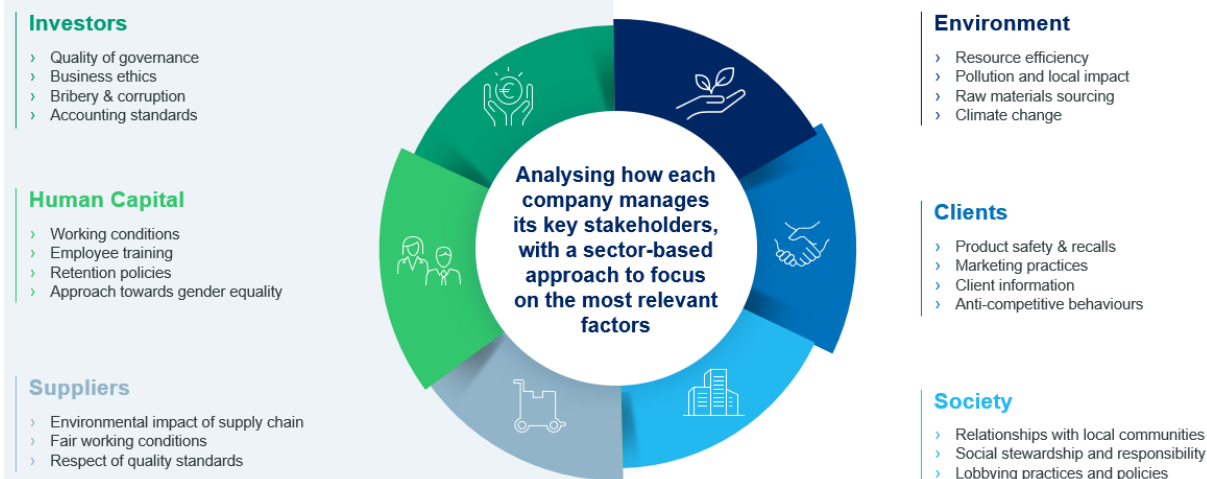 Investors
› Quality of governance
› Business ethics
› Bribery & corruption
› Accounting standards
Human Capital
› Working conditions
› Employee training
› Retention policies
› Approach towards gender equality
Suppliers
› Environmental impact of supply chain
› Fair working conditions
› Respect of quality standards
€
Analysing how each
company manages
its key stakeholders,
with a sector-based
approach to focus
on the most relevant
factors
Environment
› Resource efficiency
› Pollution and local impact
› Raw materials sourcing
› Climate change
Clients
› Product safety & recalls
› Marketing practices
› Client information
› Anti-competitive behaviours
Society
› Relationships with local communities
› Social stewardship and responsibility
› Lobbying practices and policies